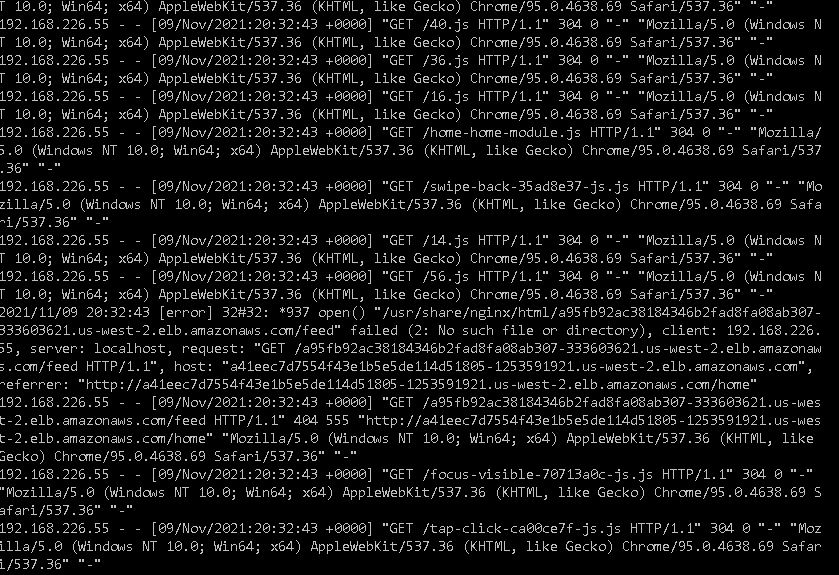 T 10.0; Win64; x64) AppleWebKit/537.36 (KHTML, like Gecko) Chrome/95.0.4638.69 Safari/537.36" "-"
192.168.226.55 - - [09/Nov/2021:20:32:43 +0000] "GET /40.js HTTP/1.1" 304 0 "-" "Mozilla/5.0 (Windows N
T 10.0; Win64; x64) AppleWebKit/537.36 (KHTML, like Gecko) Chrome/95.0.4638.69 Safari/537.36" "-"
192.168.226.55 - - [09/Nov/2021:20:32:43 +0000] "GET /36.js HTTP/1.1" 304 0 "-" "Mozilla/5.0 (Windows N
T 10.0; Win64; x64) AppleWebKit/537.36 (KHTML, like Gecko) Chrome/95.0.4638.69 Safari/537.36" "-"
192.168.226.55 - - [09/Nov/2021:20:32:43 +0000] "GET /16.js HTTP/1.1" 304 0 "-" "Mozilla/5.0 (Windows N
T 10.0; Win64; x64) AppleWebKit/537.36 (KHTML, like Gecko) Chrome/95.0.4638.69 Safari/537.36" "-"
192.168.226.55 - - [09/Nov/2021:20:32:43 +0000] "GET /home-home-module.js HTTP/1.1" 304 0 "-" "Mozilla/
5.0 (Windows NT 10.0; Win64; x64) AppleWebKit/537.36 (KHTML, like Gecko) Chrome/95.0.4638.69 Safari/537
.36" "-"
192.168.226.55 - - [09/Nov/2021:20:32:43 +0000] "GET /swipe-back-35ad8e37-js.js HTTP/1.1" 304 0 "-" "Mo
zilla/5.0 (Windows NT 10.0; Win64; x64) AppleWebKit/537.36 (KHTML, like Gecko) Chrome/95.0.4638.69 Safa
ri/537.36" "-"
192.168.226.55 - - [09/Nov/2021:20:32:43 +0000] "GET /14.js HTTP/1.1" 304 0 "-" "Mozilla/5.0 (Windows N
T 10.0; Win64; x64) AppleWebKit/537.36 (KHTML, like Gecko) Chrome/95.0.4638.69 Safari/537.36" "-"
192.168.226.55 - - [09/Nov/2021:20:32:43 +0000] "GET /56.js HTTP/1.1" 304 0 "-" "Mozilla/5.0 (Windows N
T 10.0; Win64; x64) AppleWebKit/537.36 (KHTML, like Gecko) Chrome/95.0.4638.69 Safari/537.36" "-"
2021/11/09 20:32:43 [error] 32#32: *937 open() "/usr/share/nginx/html/a95fb92ac38184346b2fad8fa08ab307-
333603621.us-west-2.elb.amazonaws.com/feed" failed (2: No such file or directory), client: 192.168.226.
55, server: localhost, request: "GET /a95fb92ac38184346b2fad8fa08ab307-333603621.us-west-2.elb.amazonaw
s.com/feed HTTP/1.1", host: "a41eec7d7554f43e1b5e5de114d51805-1253591921.us-west-2.elb.amazonaws.com",
referrer: "http://a41eec7d7554f43e1b5e5de114d51805-1253591921.us-west-2.elb.amazonaws.com/home"
192.168.226.55 - - [09/Nov/2021:20:32:43 +0000] "GET /a95fb92ac38184346b2fad8fa08ab307-333603621.us-wes
t-2.elb.amazonaws.com/feed HTTP/1.1" 404 555 "http://a41eec7d7554f43e1b5e5de114d51805-1253591921.us-wes
t-2.elb.amazonaws.com/home" "Mozilla/5.0 (Windows NT 10.0; Win64; x64) AppleWebKit/537.36 (KHTML, like
Gecko) Chrome/95.0.4638.69 Safari/537.36" "-"
192.168.226.55 - - [09/Nov/2021:20:32:43 +0000] "GET /focus-visible-70713a0c-js.js HTTP/1.1" 304 0 "-"
"Mozilla/5.0 (Windows NT 10.0; Win64; x64) AppleWebKit/537.36 (KHTML, like Gecko) Chrome/95.0.4638.69 S
afari/537.36" "-"
192.168.226.55 - - [09/Nov/2021:20:32:43 +0000] "GET /tap-click-ca00ce7f-js.js HTTP/1.1" 304 0 "-" "Moz
illa/5.0 (Windows NT 10.0; Win64; x64) AppleWebKit/537.36 (KHTML, like Gecko) Chrome/95.0.4638.69 Safar
i/537.36" "-"